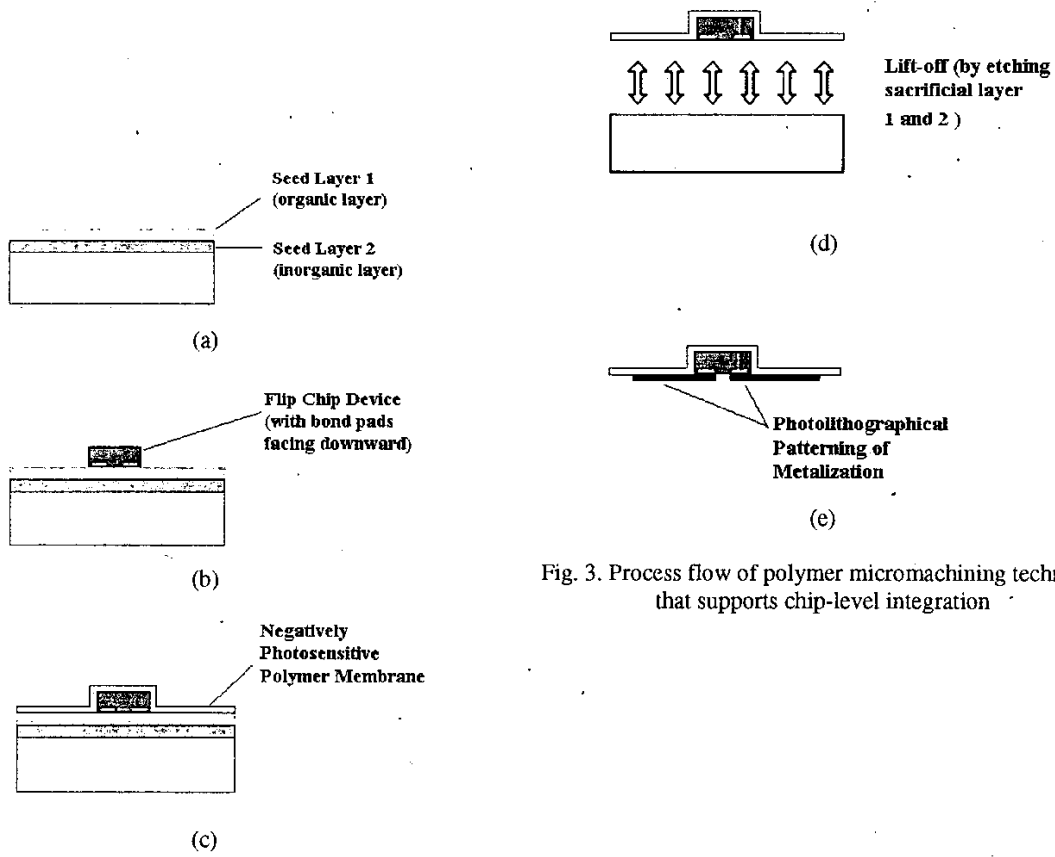 Seed Layer 1
(organic layer)
Seed Layer 2
(inorganic layer)
(a)
Flip Chip Device
(with bond pads
facing downward)
(b)
Negatively
Photosensitive
Polymer Membrane
(c)
Lift-off (by etching
sacrificial layer
1 and 2 )
(d)
Photolithographical
Patterning of
Metalization
(e)
Fig. 3. Process flow of polymer micromachining techn
that supports chip-level integration